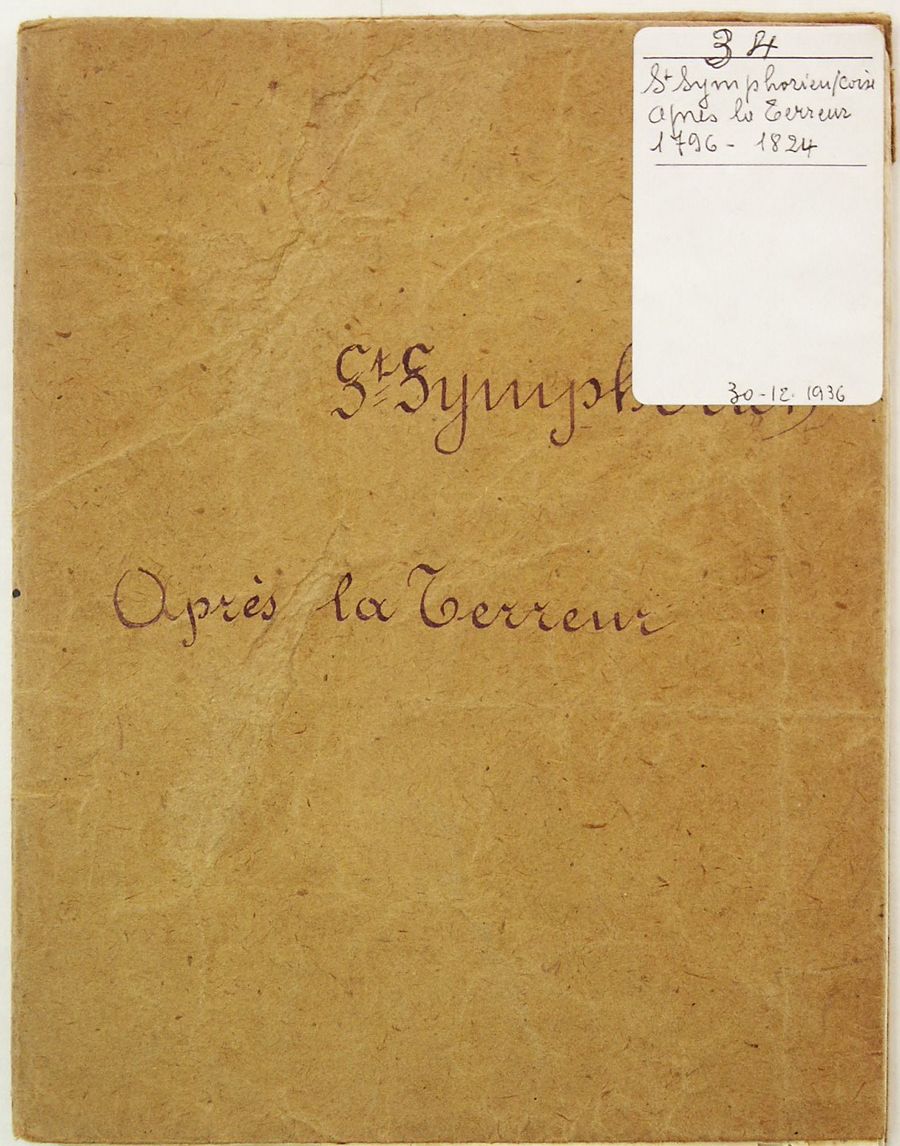 34
St Symphorien/Coise
après la Terreur
1796 - 1824
30-12-1936
St Symphorien
Après la Terreur